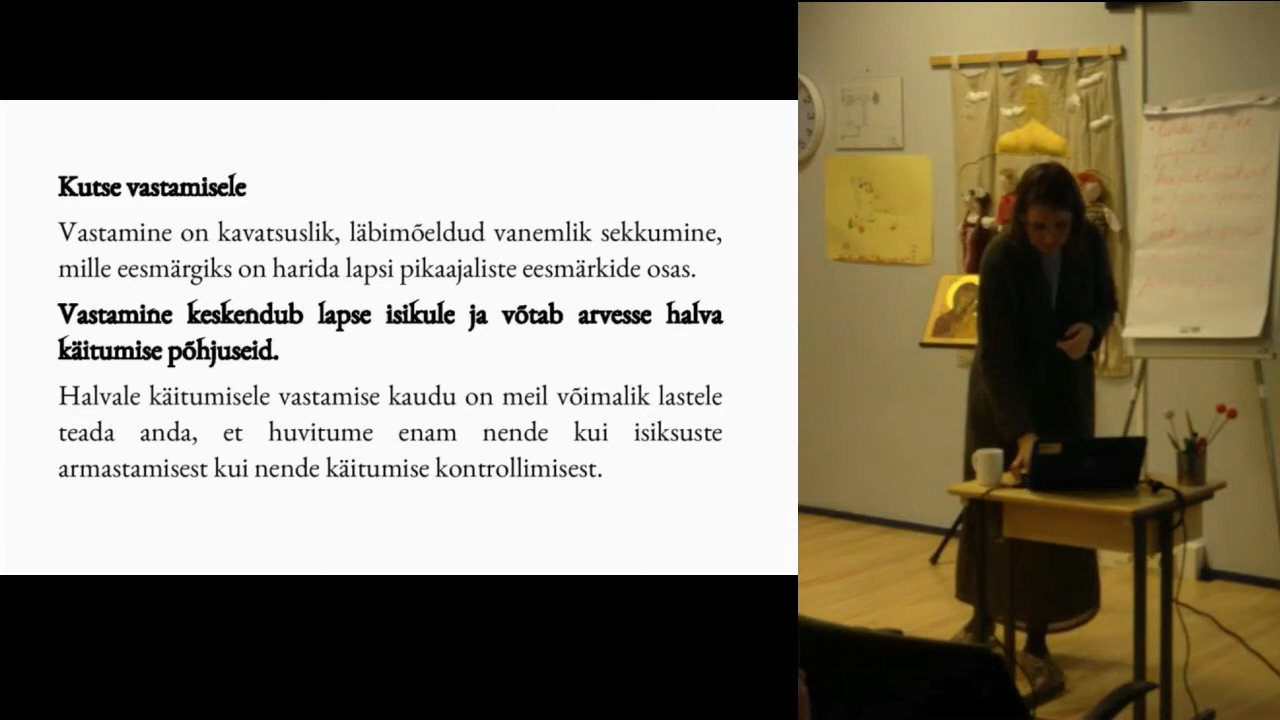 Kutse vastamisele
Vastamine on kavatsuslik, läbimõeldud vanemlik sekkumine,
mille eesmärgiks on harida lapsi pikaajaliste eesmärkide osas.
Vastamine keskendub lapse isikule ja võtab arvesse halva
käitumise põhjuseid.
Halvale käitumisele vastamise kaudu on meil võimalik lastele
teada anda, et huvitume enam nende kui isiksuste
armastamisest kui nende käitumise kontrollimisest.